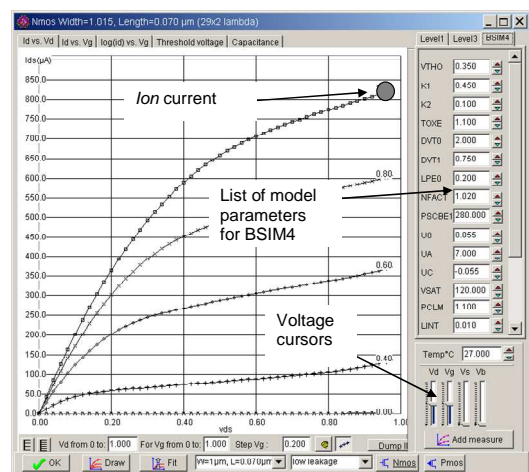 Nmos Width=1.015, Length=0.070 µm (29x2 lambda)
Id vs. Vd
Id vs. Vg
log(id) vs. Vg
Threshold voltage
Capacitance
Level1
Level3
BSIM4
Ids(µA)
850.0
800.0
750.0
700.0
650.0
600.0
550.0
500.0
450.0
400.0
350.0
300.0
250.0
200.0
150.0
100.0
50.0
0.0
0.00
0.20
0.40
0.60
0.80
1.0
vds
0.80
0.60
0.40
0.00
Ion current
List of model
parameters
for BSIM4
Voltage
cursors
VTHO 0.350
K1 0.450
K2 0.100
TOXE 1.100
DVT0 2.000
DVT1 0.750
LPE0 0.200
NFACT 1.020
PSCBE1 280.000
U0 0.055
UA 7.000
UC -0.055
VSAT 120.000
PCLM 1.100
LINT 0.010
Temp°C 27.000
Vd Vg Vs Vb
Add measure
Vd from 0 to: 1.000 For Vg from 0 to: 1.000 Step Vg : 0.200
Dump I
OK
Draw
Fit
W=1µm, L=0.070µm
low leakage
Nmos
Pmos